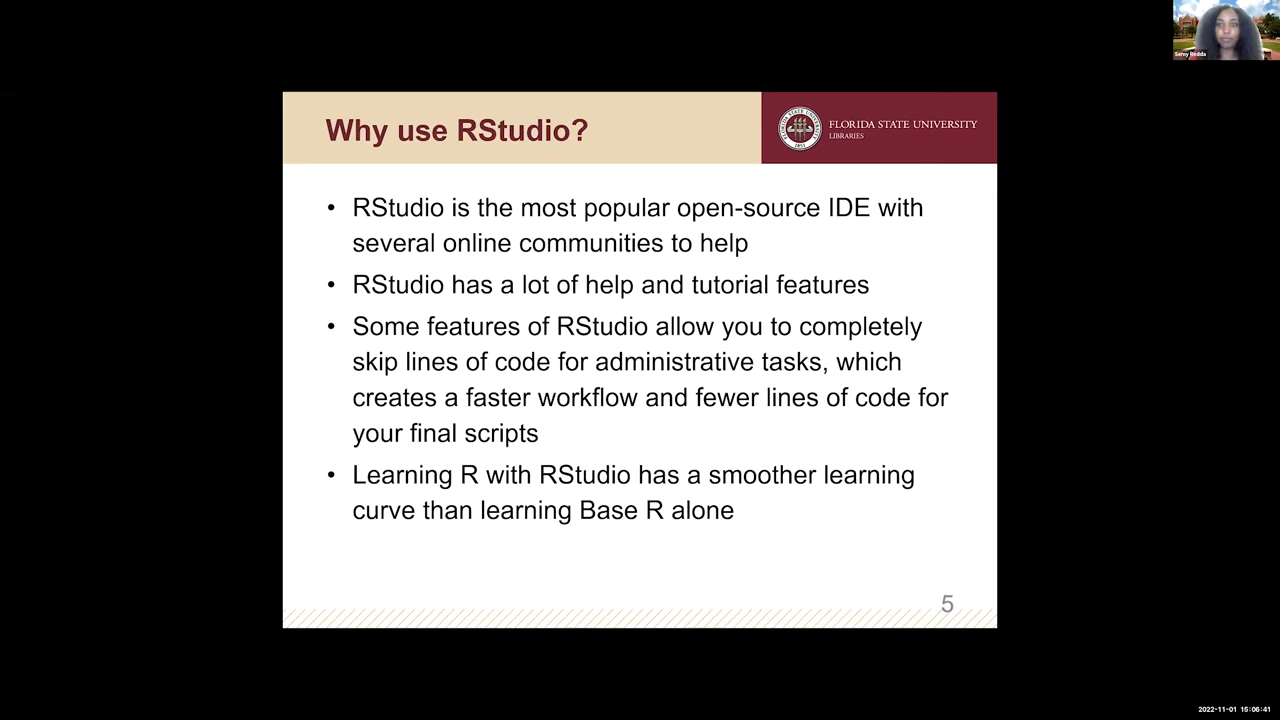 Samy Redda
Why use RStudio?
FLORIDA STATE UNIVERSITY
LIBRARIES
• RStudio is the most popular open-source IDE with
several online communities to help
• RStudio has a lot of help and tutorial features
• Some features of RStudio allow you to completely
skip lines of code for administrative tasks, which
creates a faster workflow and fewer lines of code for
your final scripts
• Learning R with RStudio has a smoother learning
curve than learning Base R alone
5
2022-11-01 15:06:41